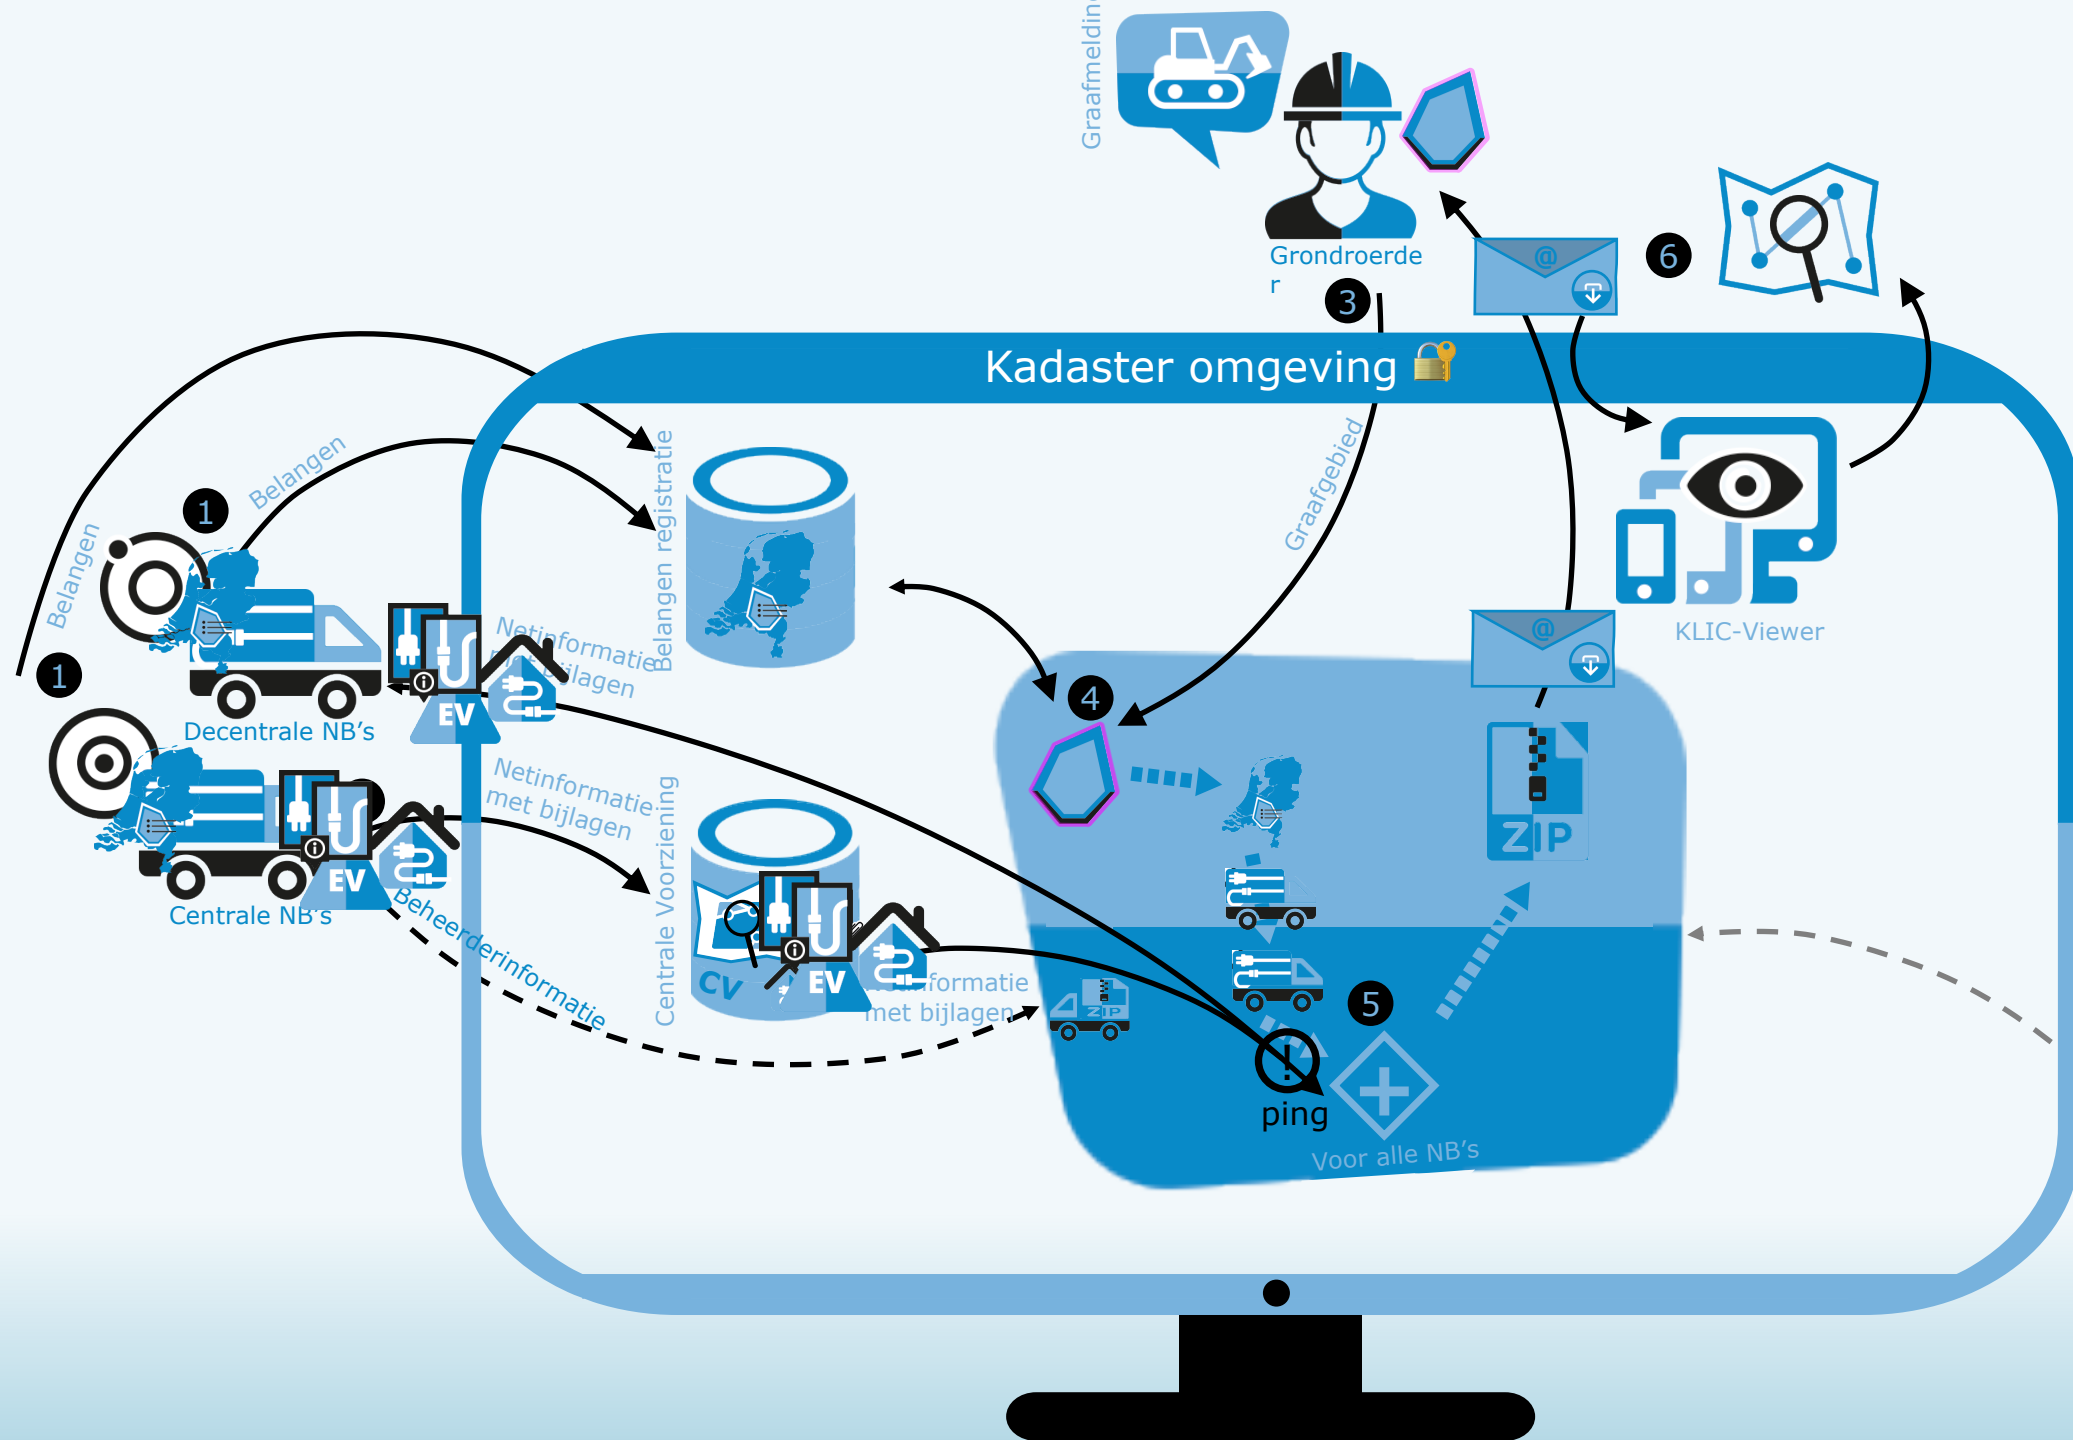 Graafmeldin
Grondroerde
r
3
6
Kadaster omgeving
@
Belangen
Belangen
1
1
Belangen registratie
Graafgebied
KLIC-Viewer
@
Netinformatie
met bijlagen
EV
Decentrale NB's
4
ZIP
Netinformatie
met bijlagen
EV
Centrale NB's
Beheerderinformatie
Centrale Voorziening
CV
EV
met bijlagen
ZIP
5
!
ping
Voor alle NB's